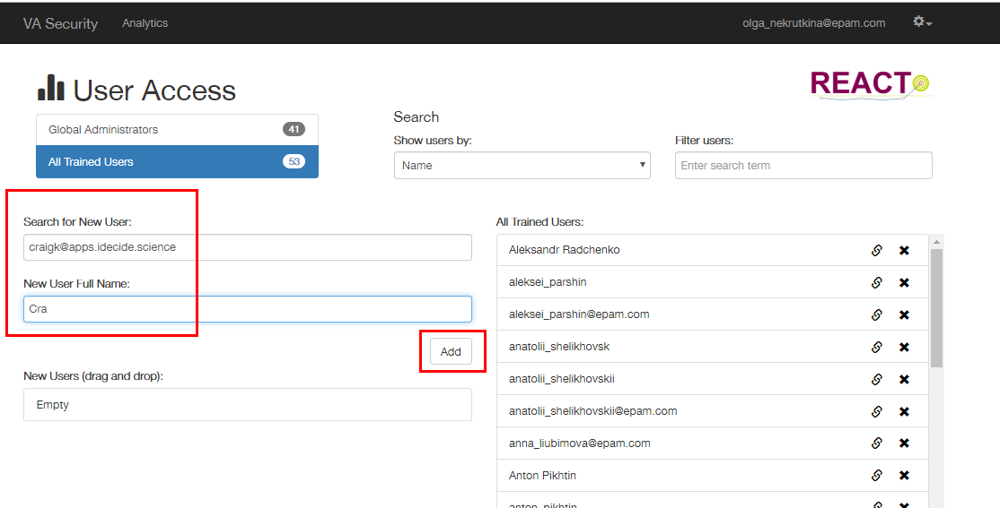 VA Security
Analytics
olga_nekrutkina@epam.com
User Access
REACT
Global Administrators 41
All Trained Users 53
Search
Show users by:
Name
Filter users:
Enter search term
Search for New User:
craigk@apps.idecide.science
New User Full Name:
Cra
Add
New Users (drag and drop):
Empty
All Trained Users:
Aleksandr Radchenko
aleksei_parshin
aleksei_parshin@epam.com
anatolii_shelikhovsk
anatolii_shelikhovskii
anatolii_shelikhovskii@epam.com
anna_liubimova@epam.com
Anton Pikhtin
anton_pikhtin